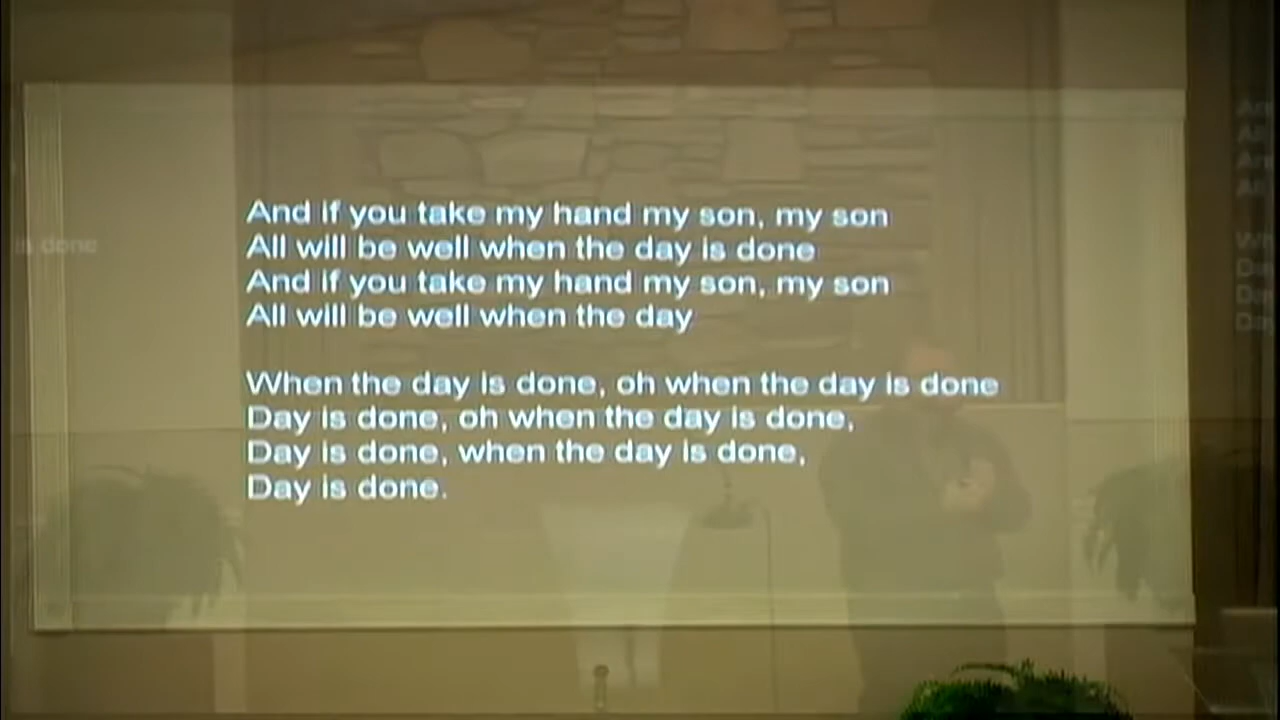 And if you take my hand my son, my son
All will be well when the day is done
And if you take my hand my son, my son
All will be well when the day
When the day is done, oh when the day is done
Day is done, oh when the day is done,
Day is done, when the day is done,
Day is done.
is done